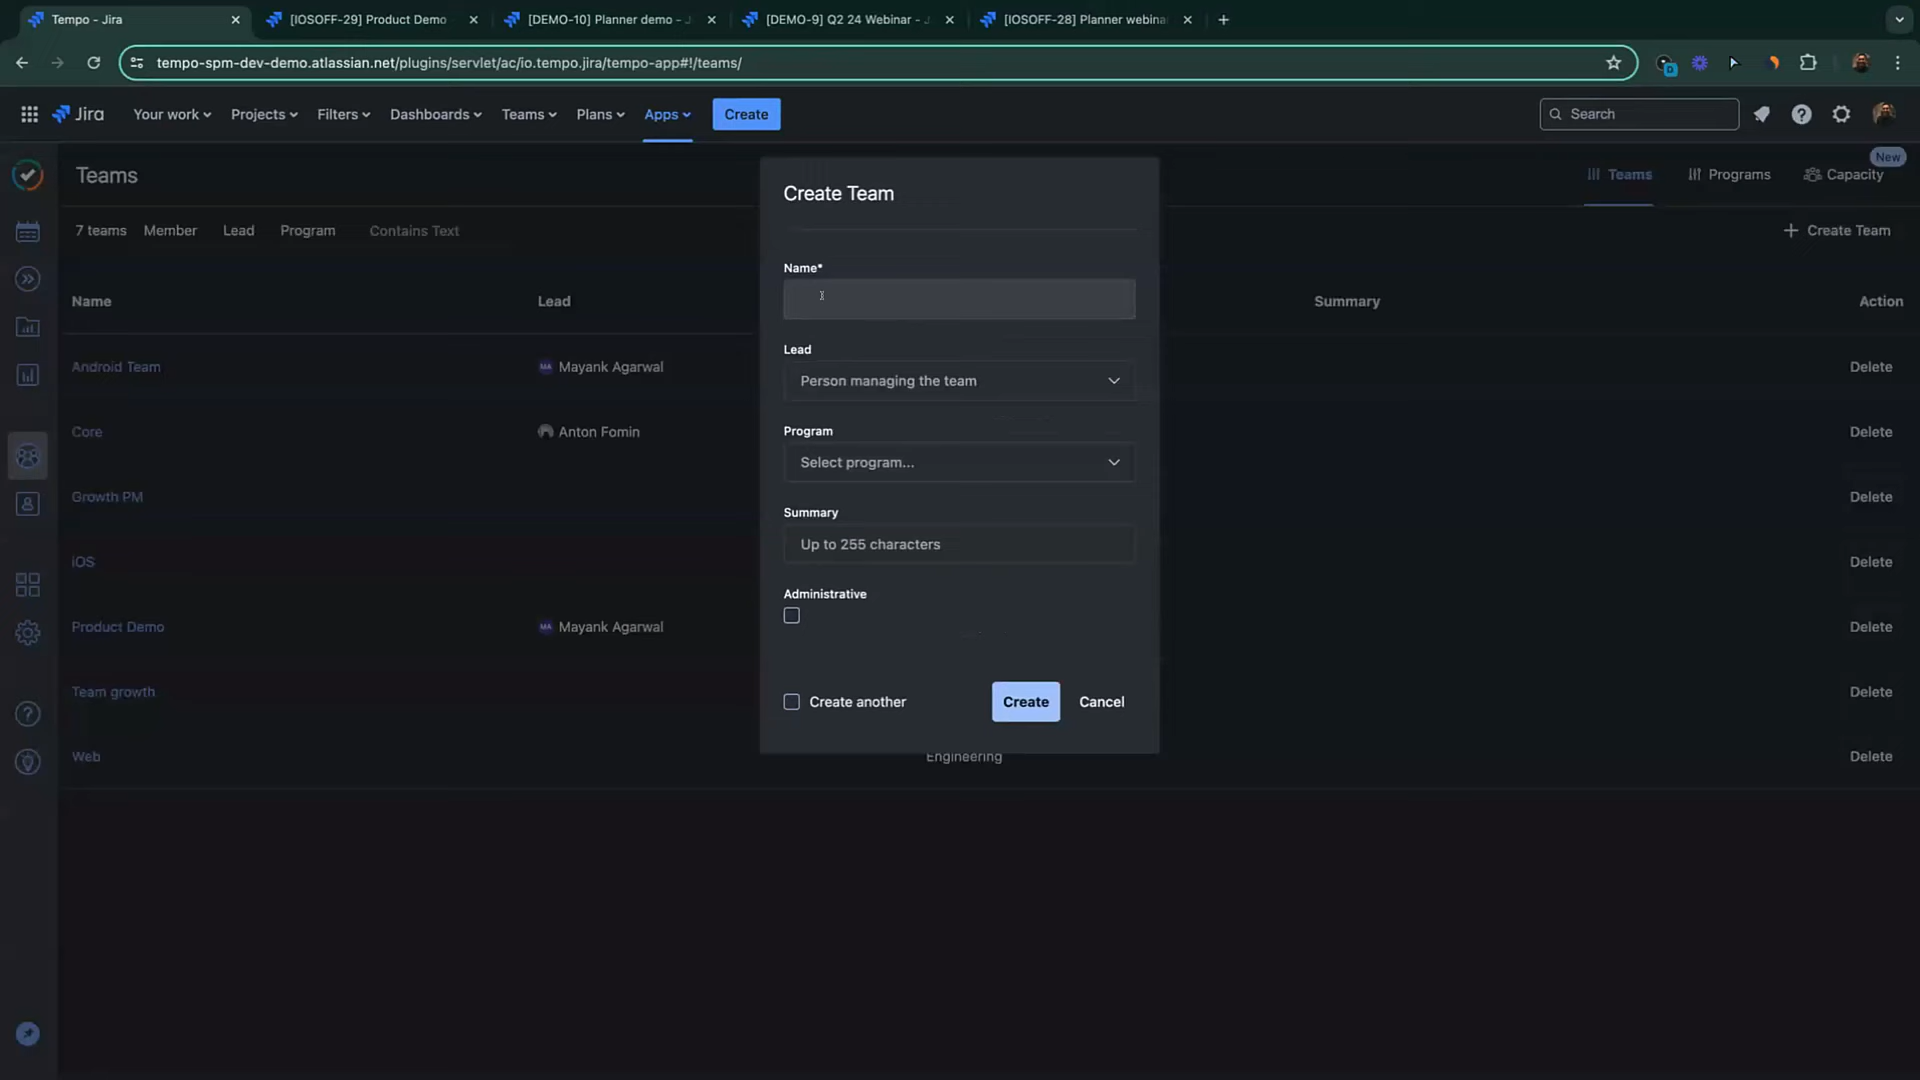 Tempo - Jira
[IOSOFF-29] Product Demo
[DEMO-10] Planner demo - J
[DEMO-9] Q2 24 Webinar - J
[IOSOFF-28] Planner webina
tempo-spm-dev-demo.atlassian.net/plugins/servlet/ac/io.tempo.jira/tempo-app#!/teams/
Jira
Your work
Projects
Filters
Dashboards
Teams
Plans
Apps
Create
Search
Teams
Teams
Programs
Capacity
New
7 teams
Member
Lead
Program
Contains Text
+ Create Team
Name
Lead
Summary
Action
Android Team
MA Mayank Agarwal
Delete
Core
Anton Fomin
Delete
Growth PM
Delete
iOS
Delete
Product Demo
MA Mayank Agarwal
Delete
Team growth
Delete
Web
Engineering
Delete
Create Team
Name*
Lead
Person managing the team
Program
Select program...
Summary
Up to 255 characters
Administrative
Create another
Create
Cancel